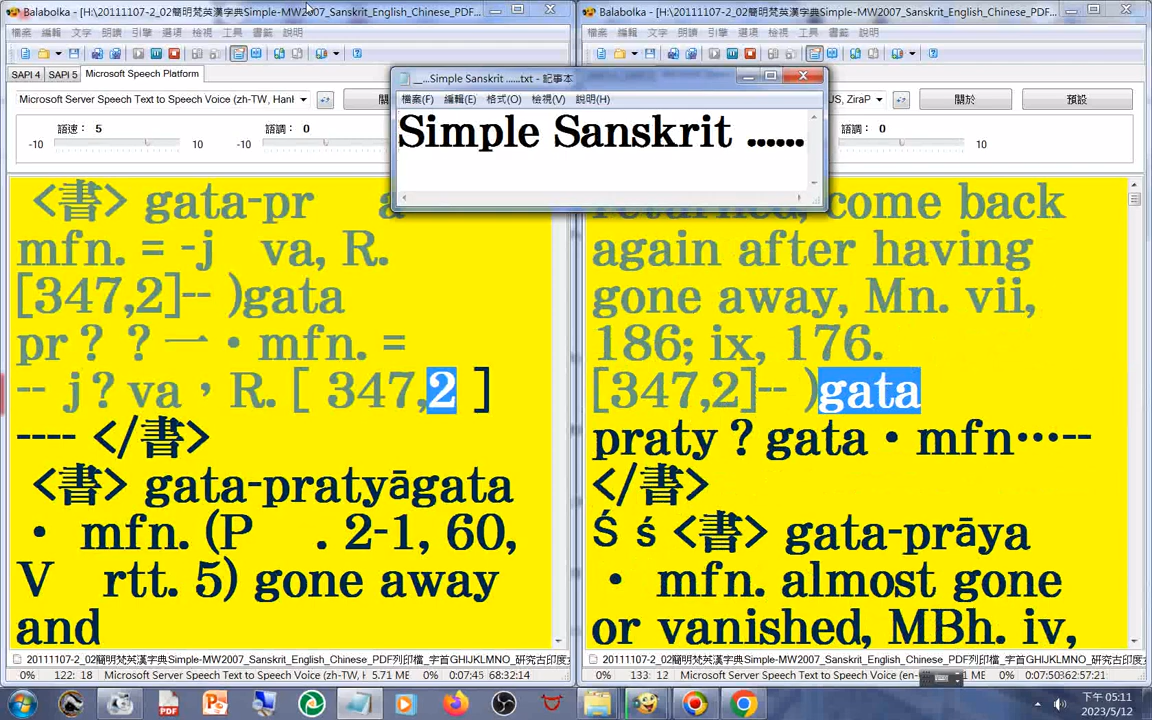 Balabolka - [H:\20111107-2_02簡明梵英漢字典Simple-MW2007_Sanskrit_English_Chinese_PDF...
檔案 編輯 文字 朗讀 引擎 選項 檢視 工具 書籤 說明
SAPI 4 SAPI 5 Microsoft Speech Platform
Microsoft Server Speech Text to Speech Voice (zh-TW, Han
語速： 5 語調： 0
-10 10 -10
<書> gata-pr a
mfn. = -j va, R.
[347,2]-- )gata
pr？ ？一・mfn. =
-- j？va，R. [ 347,2 ]
---- </書>
<書> gata-pratyāgata
• mfn. (P . 2-1, 60,
V rtt. 5) gone away
and
20111107-2_02簡明梵英漢字典Simple-MW2007_Sanskrit_English_Chinese_PDF列印檔_字首GHIJKLMNO_研究古印度
0% 122: 18 Microsoft Server Speech Text to Speech Voice (zh-TW, 5.71 ME 0% 0:07:45 68:32:14
__...Simple Sanskrit ......txt - 記事本
檔案(F) 編輯(E) 格式(O) 檢視(V) 說明(H)
Simple Sanskrit ......
Balabolka - [H:\20111107-2_02簡明梵英漢字典Simple-MW2007_Sanskrit_English_Chinese_PDF...
檔案 編輯 文字 朗讀 引擎 選項 檢視 工具 書籤 說明
US, ZiraP 關於 預設
語調： 0
10
returned, come back
again after having
gone away, Mn. vii,
186; ix, 176.
[347,2]-- )gata
praty？gata・mfn…--
</書>
Ś ś <書> gata-prāya
• mfn. almost gone
or vanished, MBh. iv,
20111107-2_02簡明梵英漢字典Simple-MW2007_Sanskrit_English_Chinese_PDF列印檔_字首GHIJKLMNO_研究古印度
0% 133: 12 Microsoft Server Speech Text to Speech Voice (en- ME 0%
下午 05:11
2023/5/12